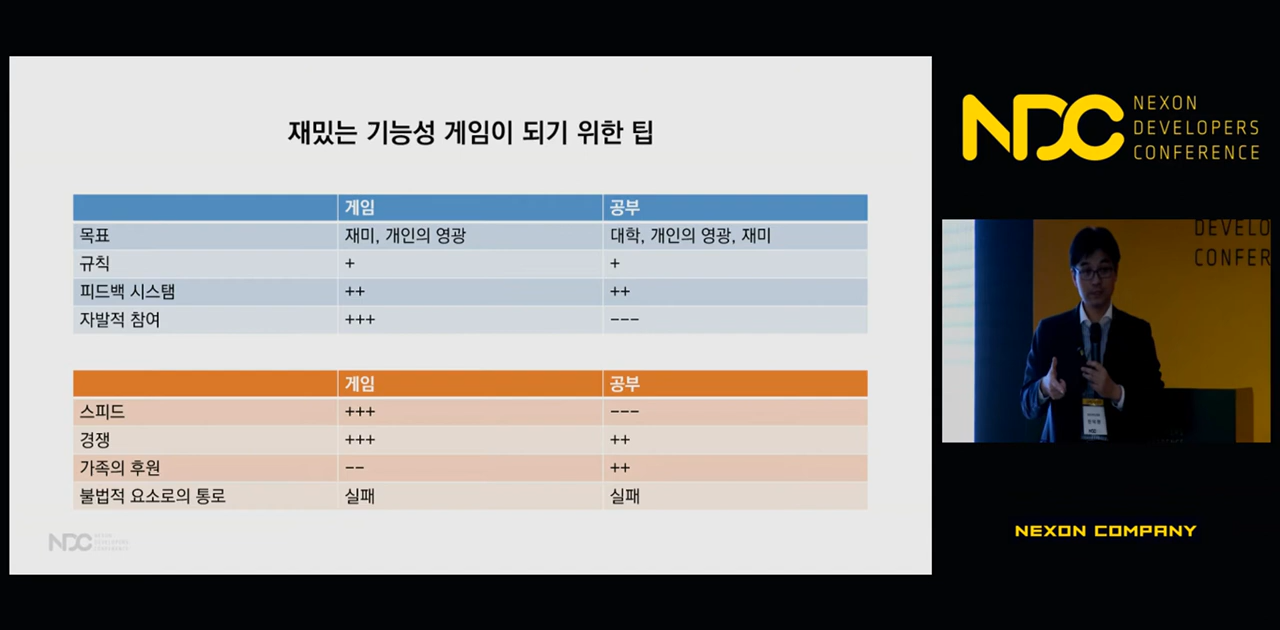 재밌는 기능성 게임이 되기 위한 팁
게임 공부
목표 재미, 개인의 영광 대학, 개인의 영광, 재미
규칙 + +
피드백 시스탬 ++ ++
자발적 참여 +++ ---
게임 공부
스피드 +++ ---
경쟁 +++ ++
가족의 후원 -- ++
불법적 요소로의 통로 실패 실패
NDC
NDC
NEXON
DEVELOPERS
CONFERENCE
DEVELO
CONFER
NEXON COMPANY